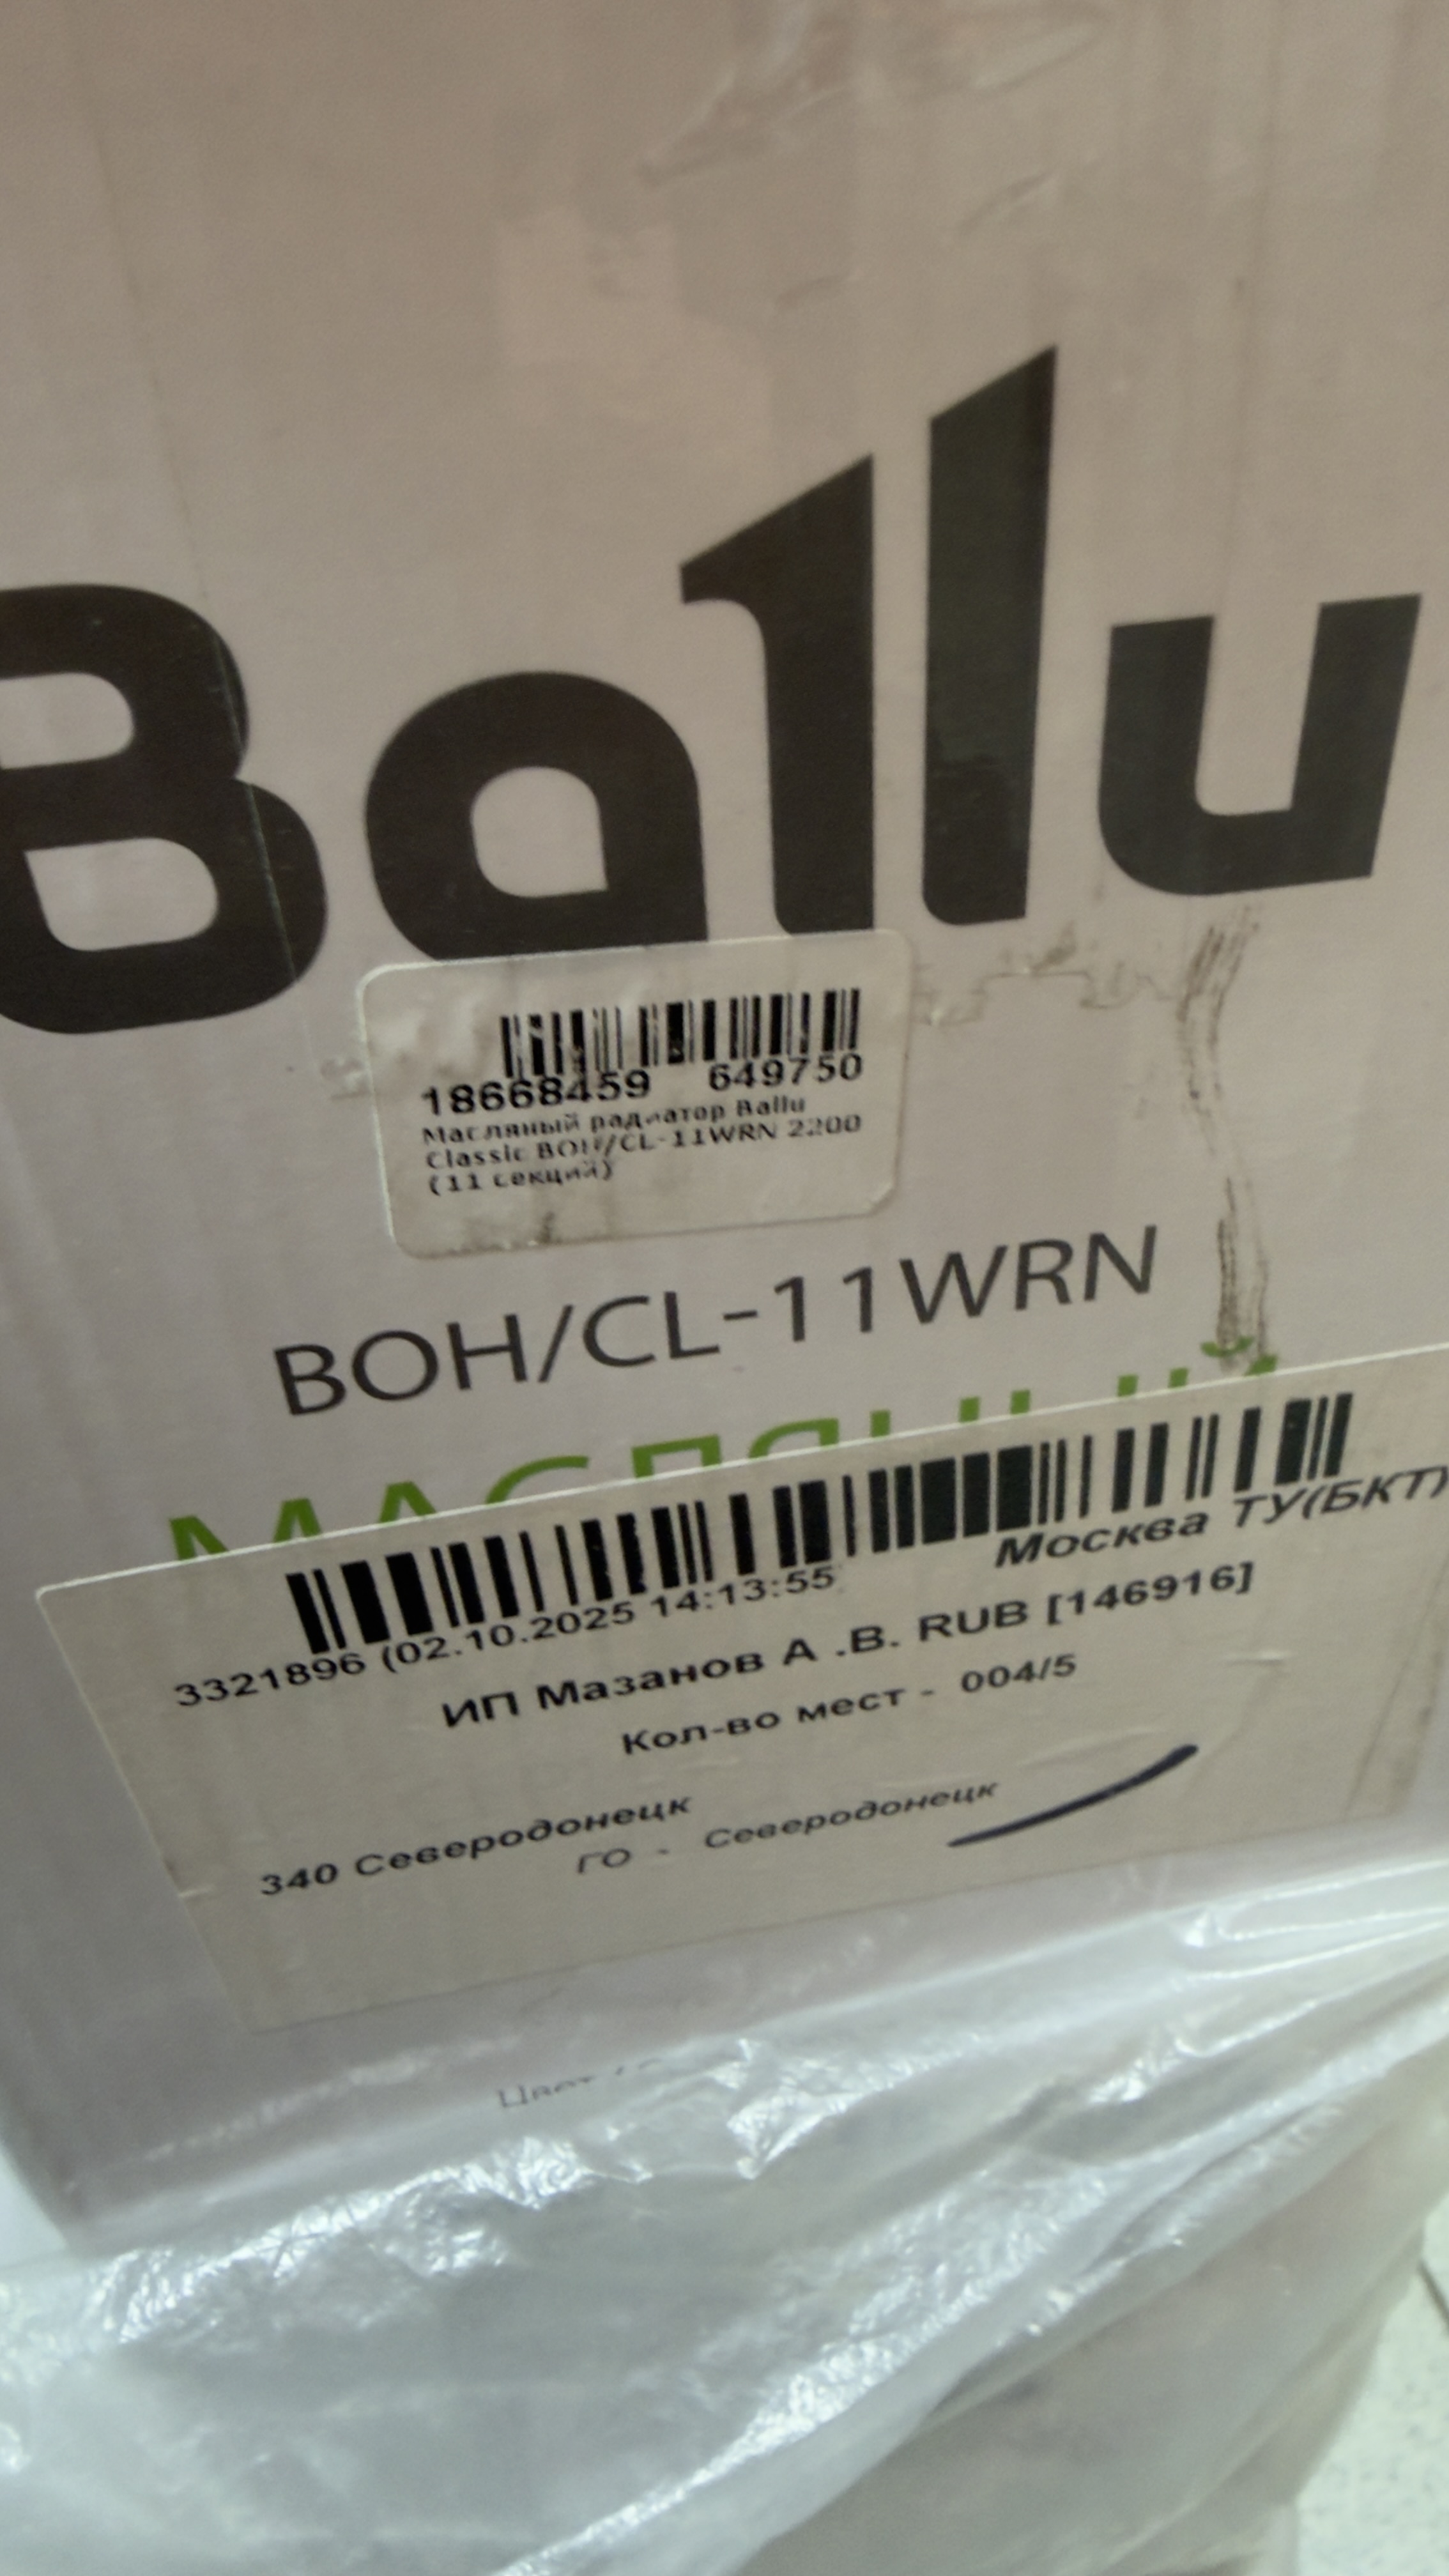 Ballu
18668459 649750
Масляный радиатор Ballu
Classic BOH/CL-11WRN 2200
(11 секций)
BOH/CL-11WRN
МАСЛЯНЫЙ
3321896 (02.10.2025 14:13:55 Москва ТУ(БКТ)
ИП Мазанов А .В. RUB [146916]
Кол-во мест - 004/5
340 Северодонецк
ГО - Северодонецк